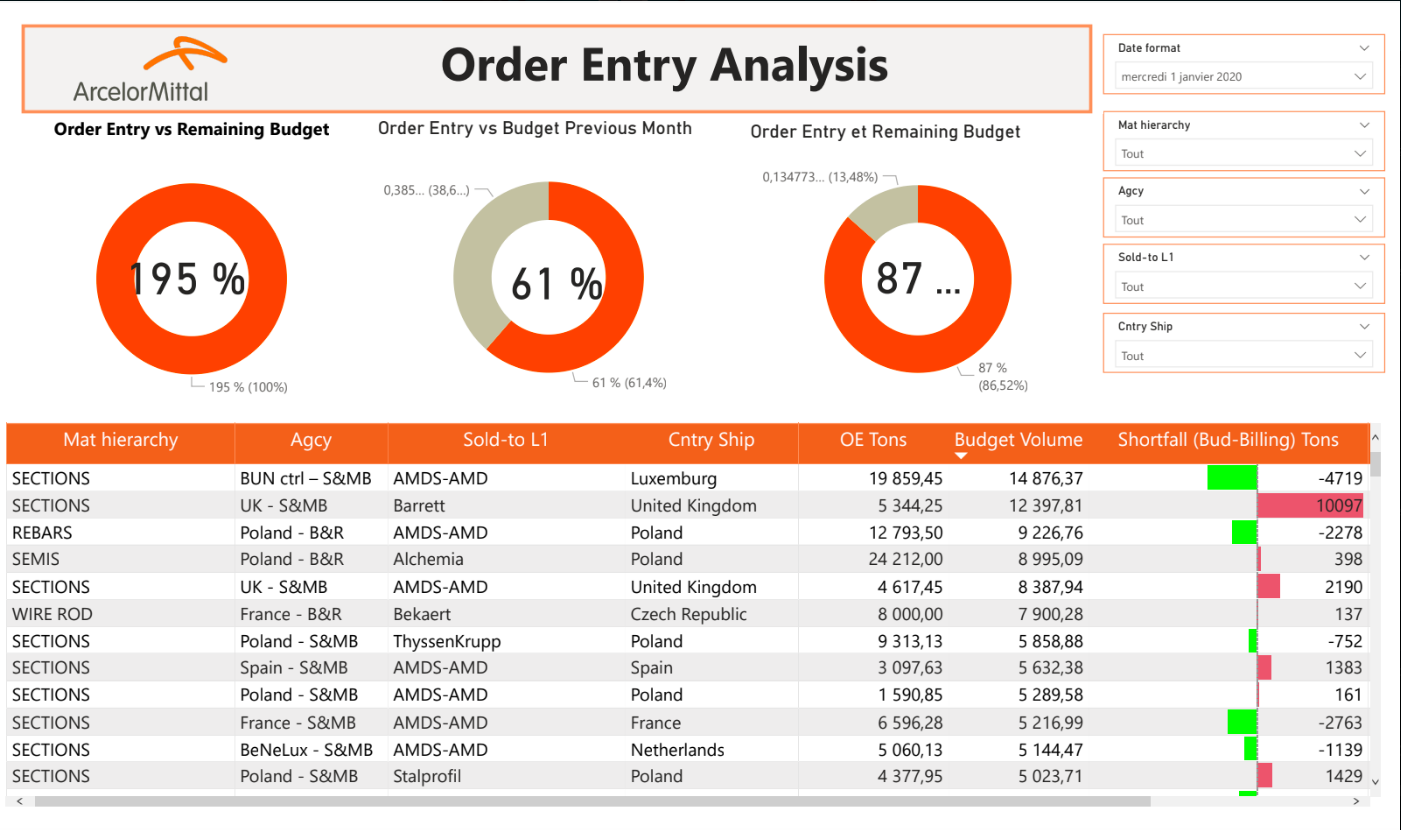 ArcelorMittal
Order Entry Analysis
Date format
mercredi 1 janvier 2020
Mat hierarchy
Tout
Agcy
Tout
Sold-to L1
Tout
Cntry Ship
Tout
Order Entry vs Remaining Budget
195 %
195 % (100%)
Order Entry vs Budget Previous Month
0,385... (38,6...)
61 %
61 % (61,4%)
Order Entry et Remaining Budget
0,134773... (13,48%)
87 ...
87 %
(86,52%)
Mat hierarchy Agcy Sold-to L1 Cntry Ship OE Tons Budget Volume Shortfall (Bud-Billing) Tons
SECTIONS BUN ctrl – S&MB AMDS-AMD Luxemburg 19 859,45 14 876,37 -4719
SECTIONS UK - S&MB Barrett United Kingdom 5 344,25 12 397,81 10097
REBARS Poland - B&R AMDS-AMD Poland 12 793,50 9 226,76 -2278
SEMIS Poland - B&R Alchemia Poland 24 212,00 8 995,09 398
SECTIONS UK - S&MB AMDS-AMD United Kingdom 4 617,45 8 387,94 2190
WIRE ROD France - B&R Bekaert Czech Republic 8 000,00 7 900,28 137
SECTIONS Poland - S&MB ThyssenKrupp Poland 9 313,13 5 858,88 -752
SECTIONS Spain - S&MB AMDS-AMD Spain 3 097,63 5 632,38 1383
SECTIONS Poland - S&MB AMDS-AMD Poland 1 590,85 5 289,58 161
SECTIONS France - S&MB AMDS-AMD France 6 596,28 5 216,99 -2763
SECTIONS BeNeLux - S&MB AMDS-AMD Netherlands 5 060,13 5 144,47 -1139
SECTIONS Poland - S&MB Stalprofil Poland 4 377,95 5 023,71 1429